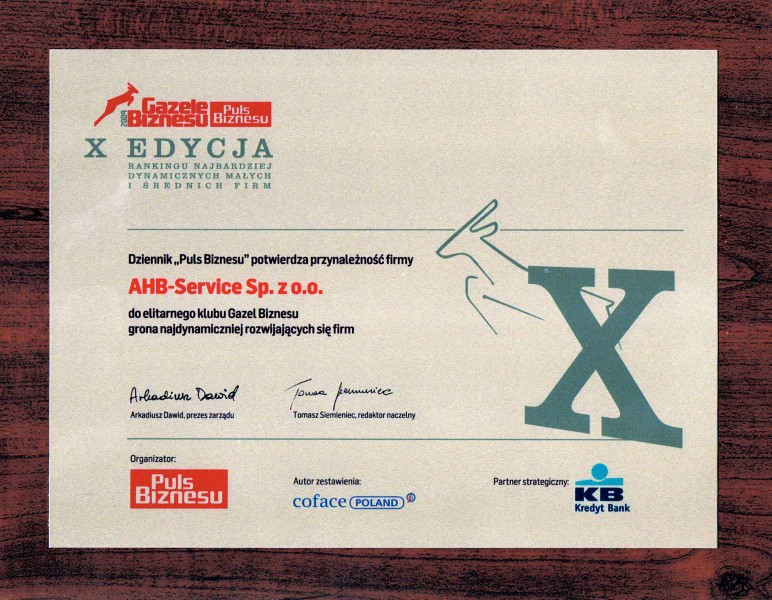 Gazele
Biznesu
2009
Puls
Biznesu
X EDYCJA
RANKINGU NAJBARDZIEJ
DYNAMICZNYCH MAŁYCH
I ŚREDNICH FIRM
Dziennik „Puls Biznesu” potwierdza przynależność firmy
AHB-Service Sp. z o.o.
do elitarnego klubu Gazel Biznesu
grona najdynamiczniej rozwijających się firm
X
Arkadiusz Dawid
Arkadiusz Dawid, prezes zarządu
Tomasz Siemieniec, redaktor naczelny
Organizator:
Puls
Biznesu
Autor zestawienia:
coface POLAND
Partner strategiczny:
KB
Kredyt Bank